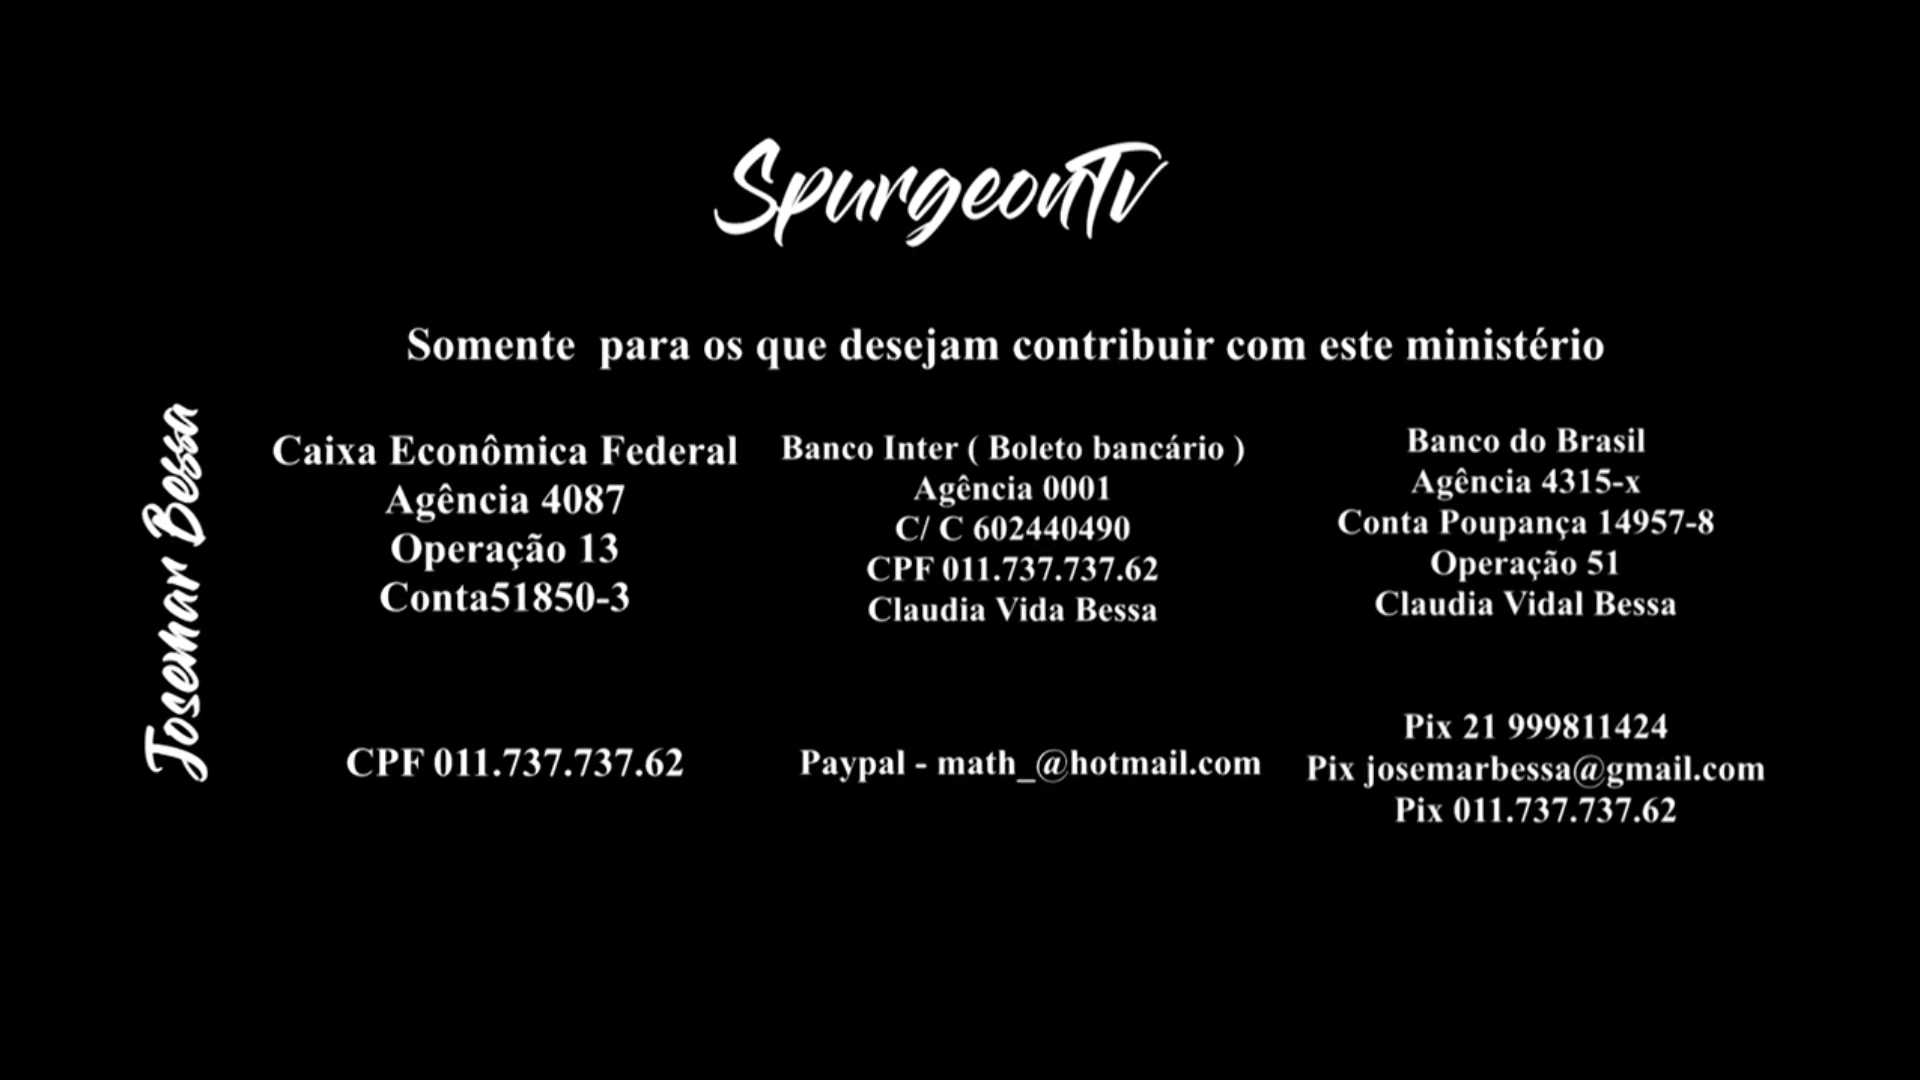 SpurgeonTv
Somente para os que desejam contribuir com este ministério
Josemar Bessa
Caixa Econômica Federal
Agência 4087
Operação 13
Conta51850-3
CPF 011.737.737.62
Banco Inter ( Boleto bancário )
Agência 0001
C/ C 602440490
CPF 011.737.737.62
Claudia Vida Bessa
Paypal - math_@hotmail.com
Banco do Brasil
Agência 4315-x
Conta Poupança 14957-8
Operação 51
Claudia Vidal Bessa
Pix 21 999811424
Pix josemarbessa@gmail.com
Pix 011.737.737.62